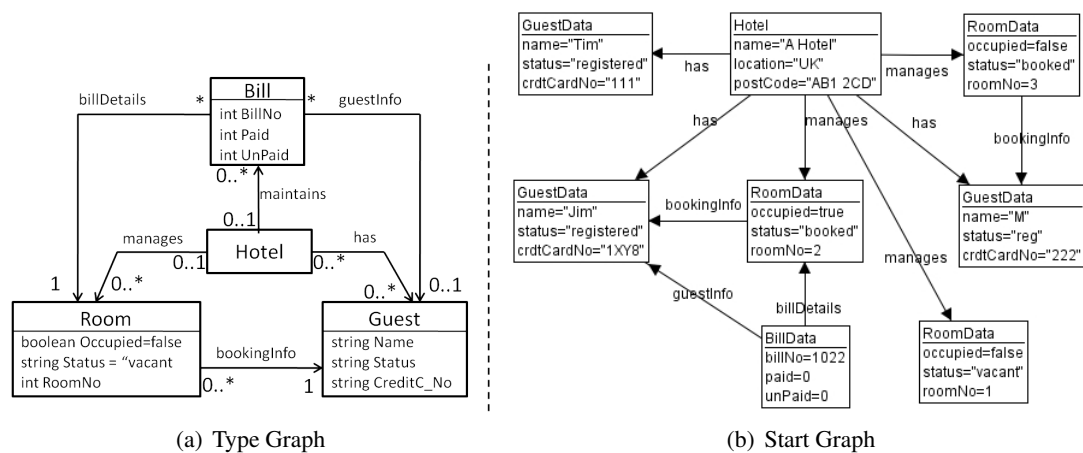 Bill
int BillNo
int Paid
int UnPaid
billDetails
*
*
guestInfo
0..*
maintains
0..1
Hotel
manages
0..1
has
0..*
1
0..*
0..*
0..1
Room
boolean Occupied=false
string Status = “vacant
int RoomNo
bookingInfo
0..*
1
Guest
string Name
string Status
string CreditC_No
(a) Type Graph
GuestData
name="Tim"
status="registered"
crdtCardNo="111"
has
Hotel
name="A Hotel"
location="UK"
postCode="AB1 2CD"
manages
RoomData
occupied=false
status="booked"
roomNo=3
has
manages
has
bookingInfo
GuestData
name="Jim"
status="registered"
crdtCardNo="1XY8"
bookingInfo
RoomData
occupied=true
status="booked"
roomNo=2
GuestData
name="M"
status="reg"
crdtCardNo="222"
manages
guestInfo
billDetails
BillData
billNo=1022
paid=0
unPaid=0
RoomData
occupied=false
status="vacant"
roomNo=1
(b) Start Graph